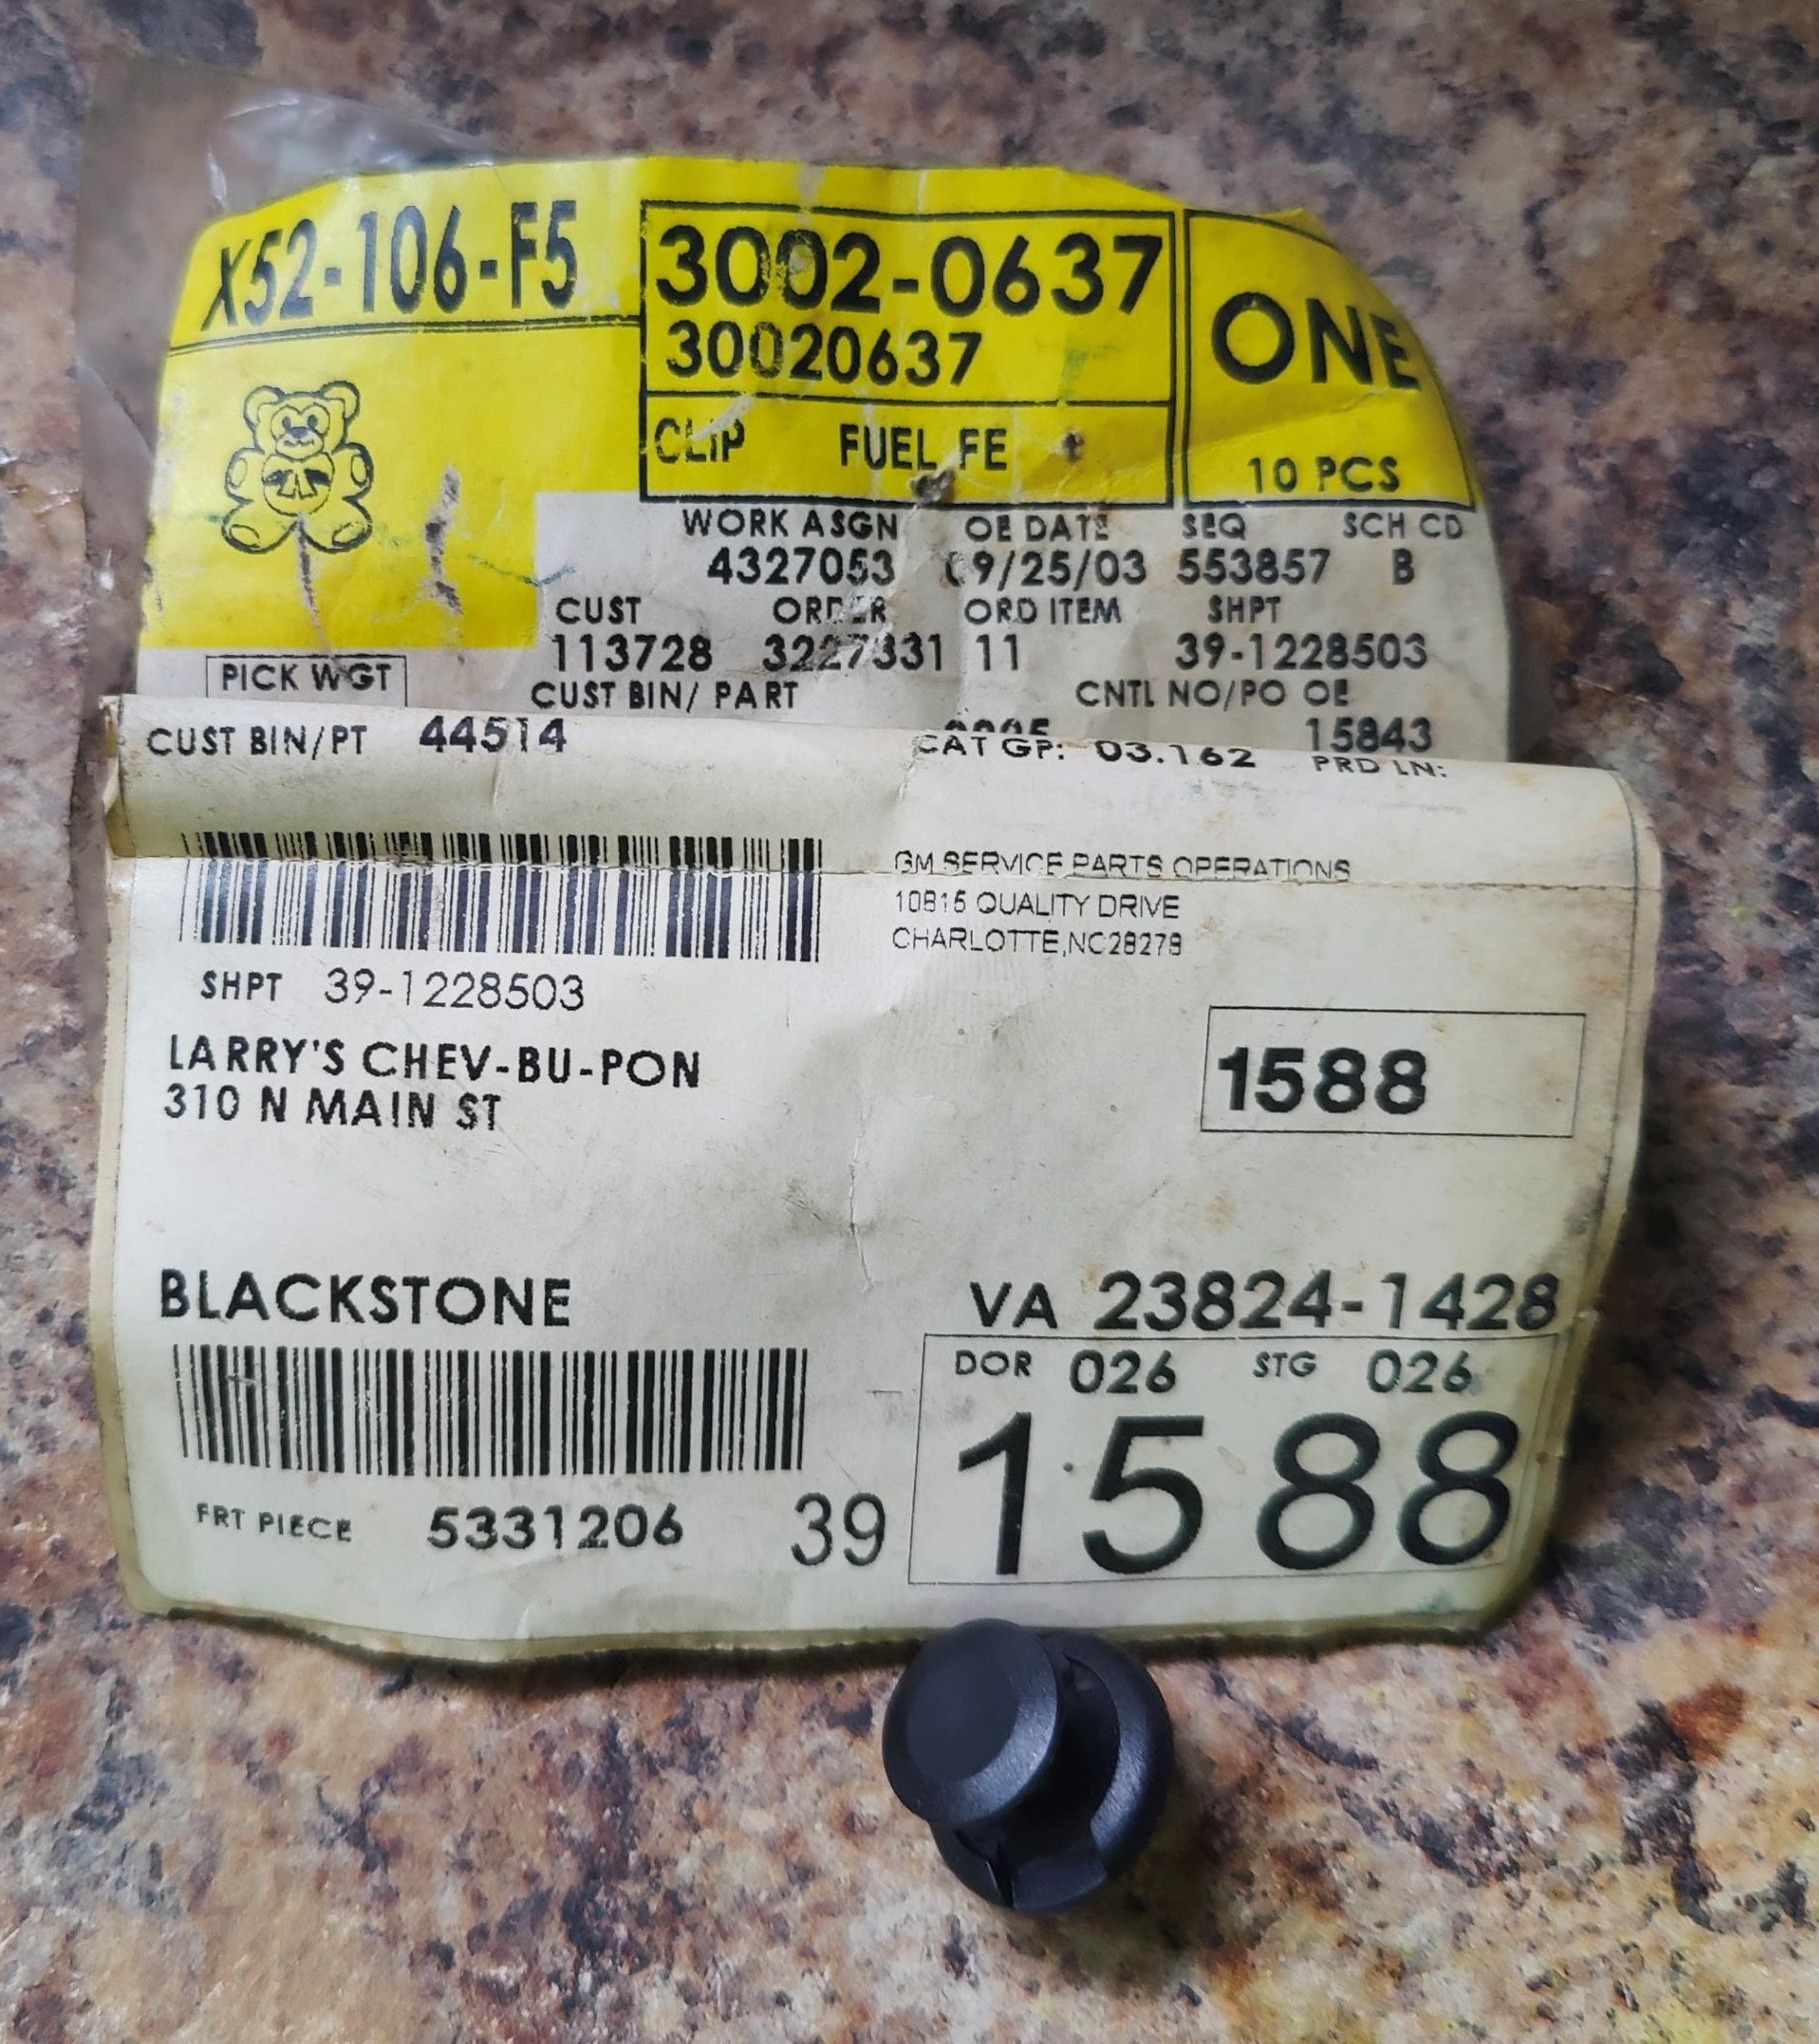 X52-106-F5
3002-0637
30020637
ONE
CLIP FUEL FE
10 PCS
WORK ASGN OE DATE SEQ SCH CD
4327053 9/25/03 553857 B
CUST ORDER ORD ITEM SHPT
113728 3227331 11 39-1228503
PICK WGT
CUST BIN/ PART CNTL NO/PO OE
15843
CUST BIN/PT 44514 CAT GP: 03.162 PRD LN:
GM SERVICE PARTS OPERATIONS
10815 QUALITY DRIVE
CHARLOTTE,NC28278
SHPT 39-1228503
LARRY'S CHEV-BU-PON
310 N MAIN ST
1588
BLACKSTONE VA 23824-1428
DOR 026 STG 026
FRT PIECE 5331206 39 1588